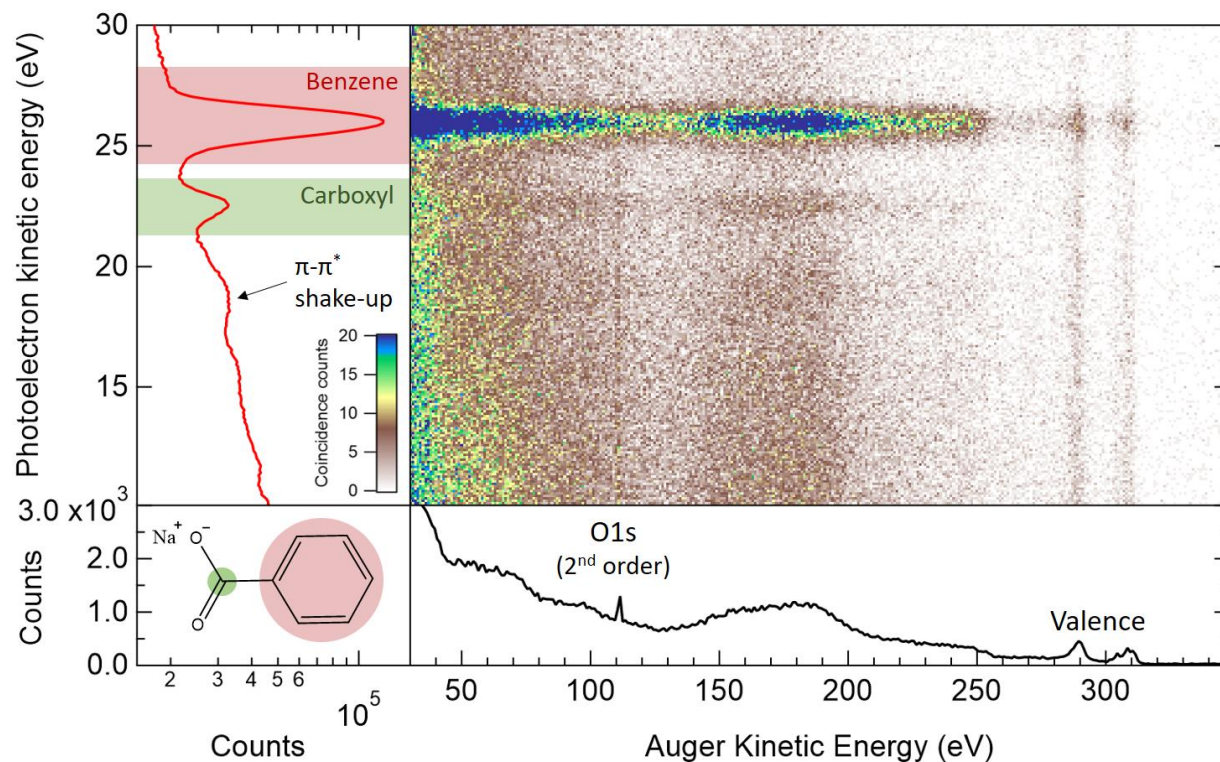 Photoelectron kinetic energy (eV)
30
25
20
15
Benzene
Carboxyl
π-π*
shake-up
Coincidence counts
20
15
10
5
0
3.0 x10³
2.0
1.0
0.0
Counts
Na⁺ O⁻
O
2 3 4 5 6
10⁵
Counts
O1s
(2nd order)
Valence
50 100 150 200 250 300
Auger Kinetic Energy (eV)